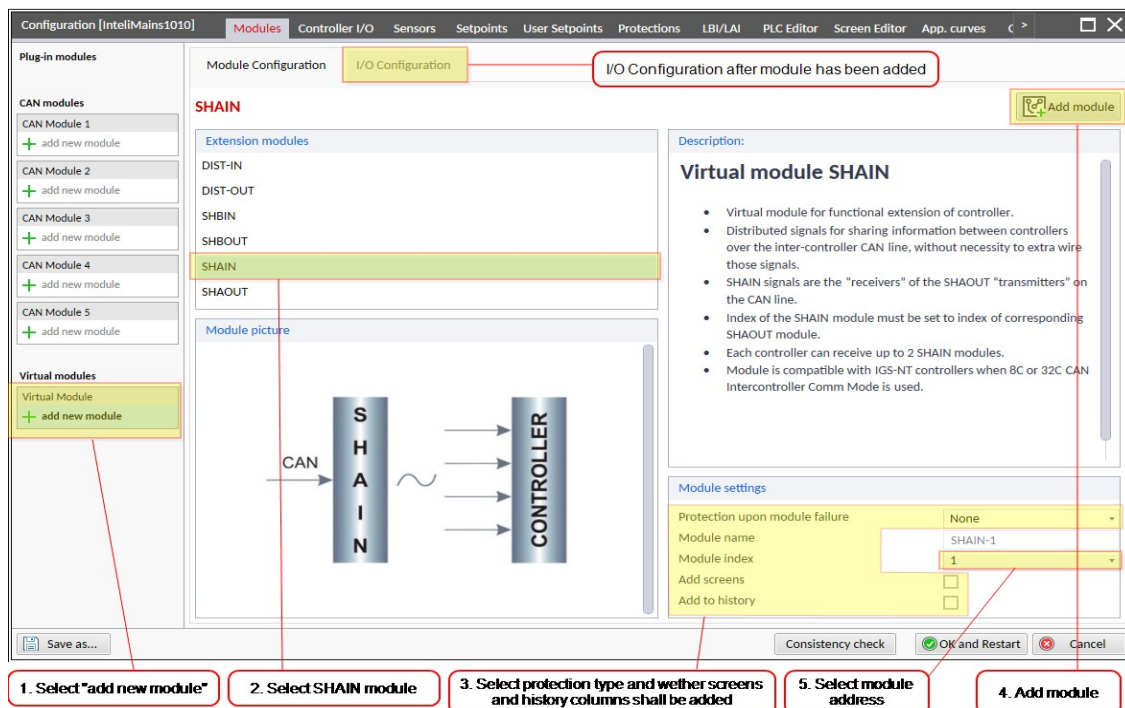 Configuration [InteliMains1010]
Modules Controller I/O Sensors Setpoints User Setpoints Protections LBI/LAI PLC Editor Screen Editor App. curves C >
Plug-in modules
CAN modules
CAN Module 1
add new module
CAN Module 2
add new module
CAN Module 3
add new module
CAN Module 4
add new module
CAN Module 5
add new module
Virtual modules
Virtual Module
add new module
Module Configuration I/O Configuration
I/O Configuration after module has been added
SHAIN
Add module
Extension modules
DIST-IN
DIST-OUT
SHBIN
SHBOUT
SHAIN
SHAOUT
Module picture
CAN
SHAIN
CONTROLLER
Description:
Virtual module SHAIN
• Virtual module for functional extension of controller.
• Distributed signals for sharing information between controllers
over the inter-controller CAN line, without necessity to extra wire
those signals.
• SHAIN signals are the “receivers” of the SHAOUT “transmitters” on
the CAN line.
• Index of the SHAIN module must be set to index of corresponding
SHAOUT module.
• Each controller can receive up to 2 SHAIN modules.
• Module is compatible with IGS-NT controllers when 8C or 32C CAN
Intercontroller Comm Mode is used.
Module settings
Protection upon module failure None
Module name SHAIN-1
Module index 1
Add screens
Add to history
Save as...
Consistency check OK and Restart Cancel
1. Select "add new module"
2. Select SHAIN module
3. Select protection type and wether screens
and history columns shall be added
5. Select module
address
4. Add module